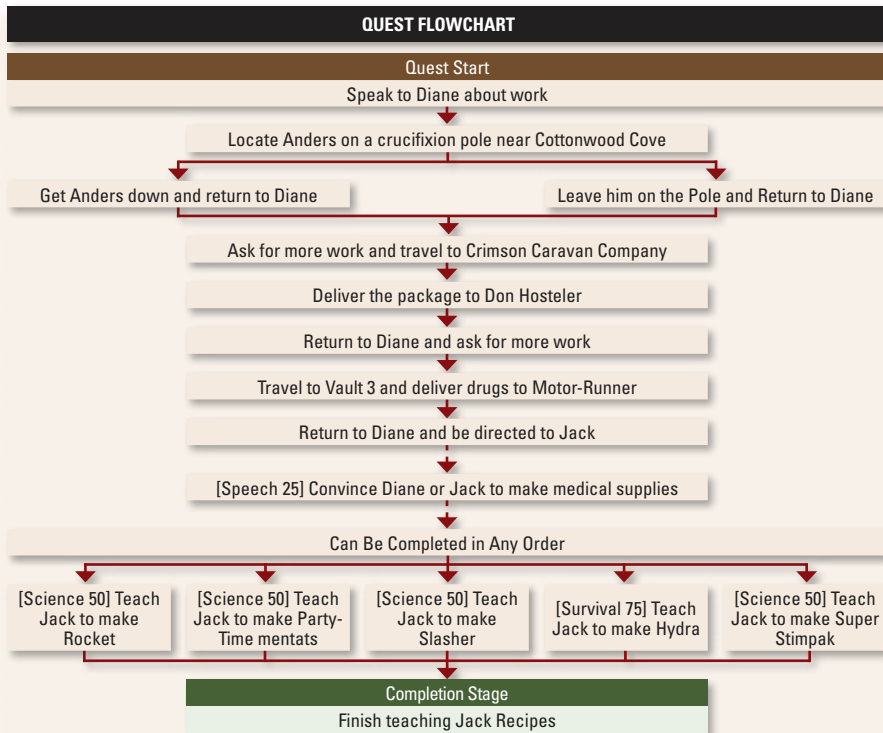 QUEST FLOWCHART
Quest Start
Speak to Diane about work
Locate Anders on a crucifixion pole near Cottonwood Cove
Get Anders down and return to Diane
Leave him on the Pole and Return to Diane
Ask for more work and travel to Crimson Caravan Company
Deliver the package to Don Hosteler
Return to Diane and ask for more work
Travel to Vault 3 and deliver drugs to Motor-Runner
Return to Diane and be directed to Jack
[Speech 25] Convince Diane or Jack to make medical supplies
Can Be Completed in Any Order
[Science 50] Teach
Jack to make
Rocket
[Science 50] Teach
Jack to make Party-
Time mentats
[Science 50] Teach
Jack to make
Slasher
[Survival 75] Teach
Jack to make Hydra
[Science 50] Teach
Jack to make Super
Stimpak
Completion Stage
Finish teaching Jack Recipes